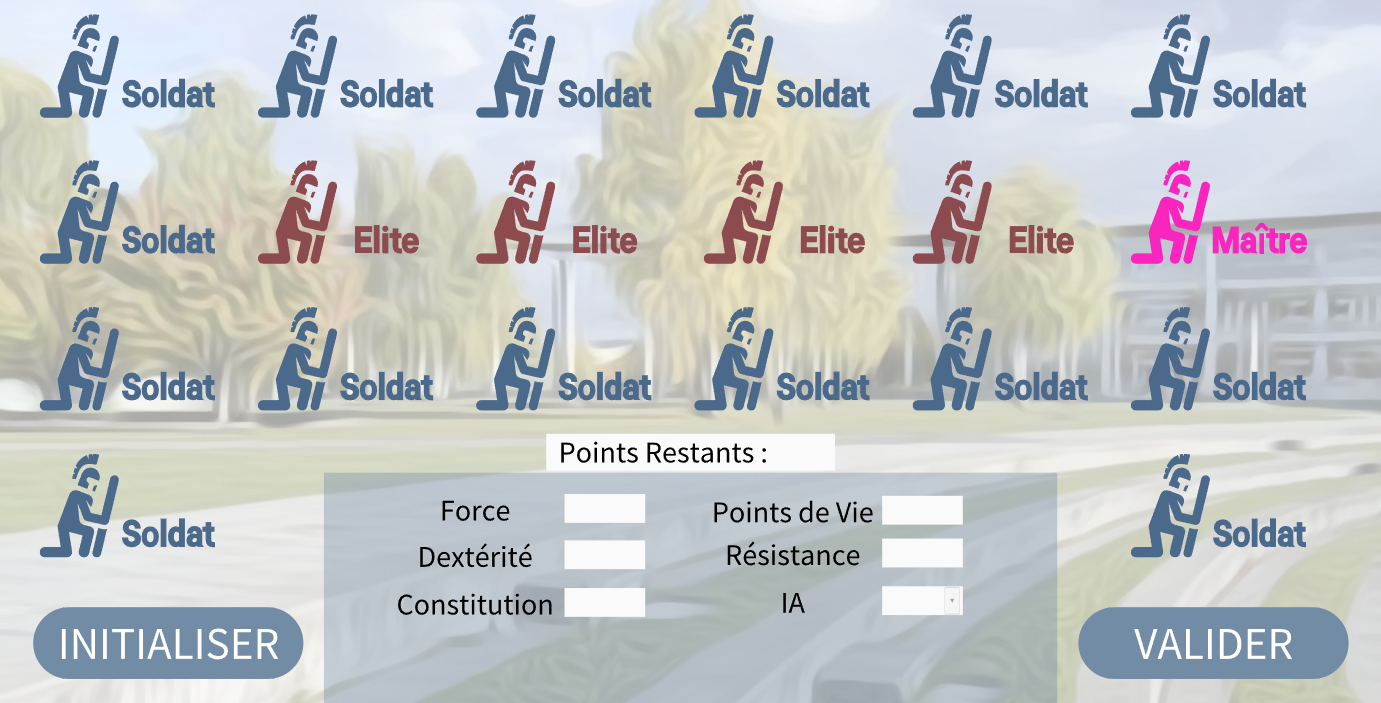 Soldat Soldat Soldat Soldat Soldat Soldat
Soldat Elite Elite Elite Elite Maître
Soldat Soldat Soldat Soldat Soldat Soldat
Points Restants :
Soldat
Force
Points de Vie
Dextérité
Résistance
Constitution
IA
Soldat
INITIALISER
VALIDER